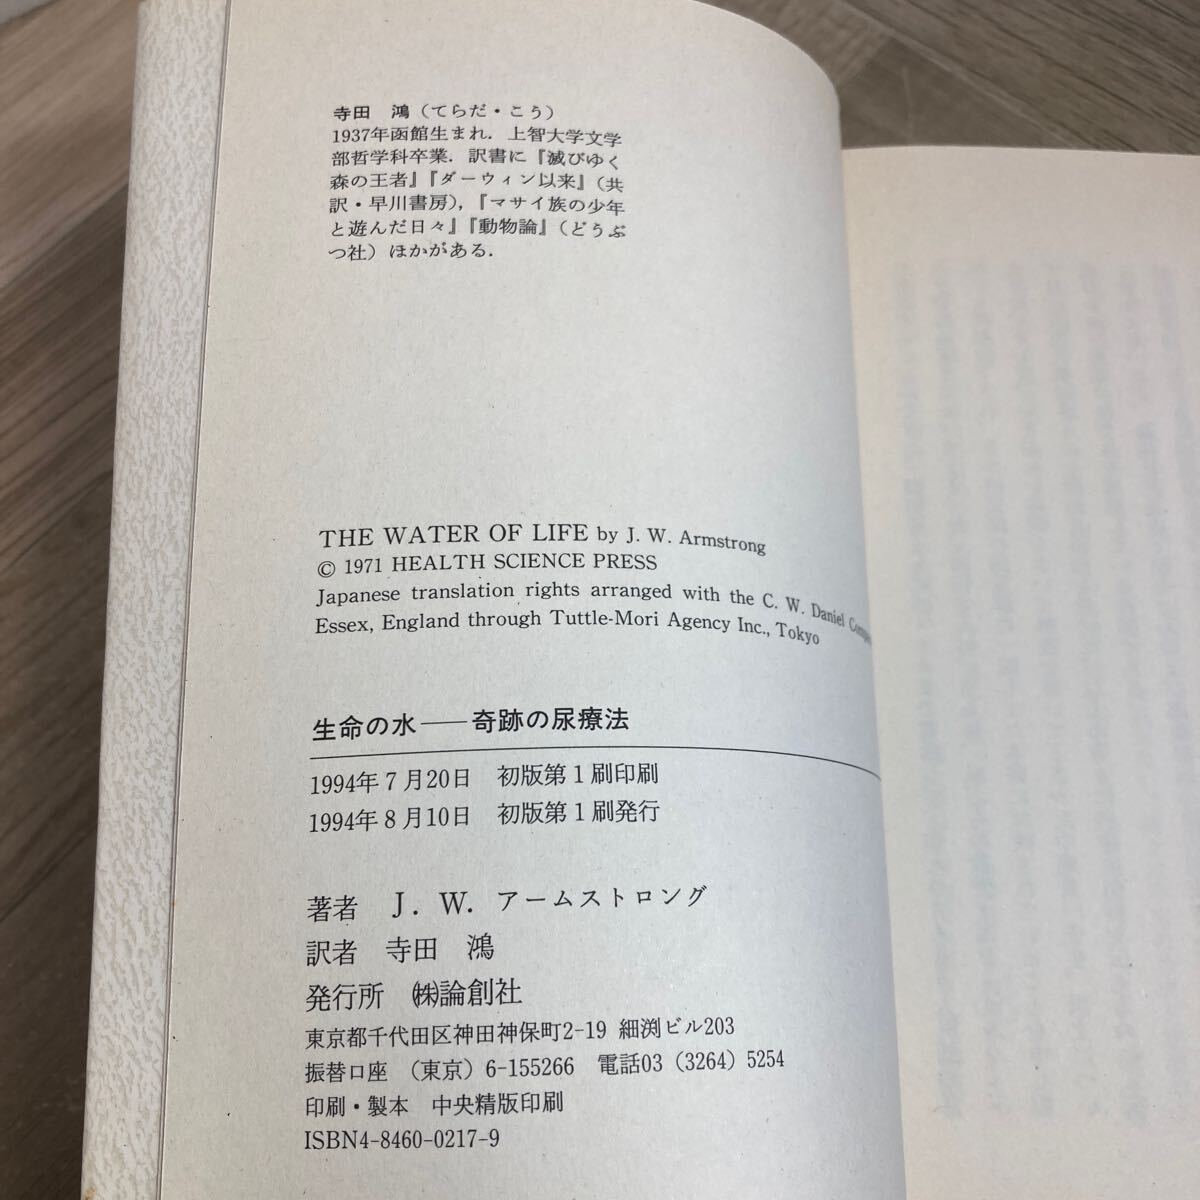 寺田　鴻（てらだ・こう）
1937年函館生まれ．上智大学文学
部哲学科卒業．訳書に『滅びゆく
森の王者』『ダーウィン以来』（共
訳・早川書房），『マサイ族の少年
と遊んだ日々』『動物論』（どうぶ
つ社）ほかがある．
THE WATER OF LIFE by J. W. Armstrong
© 1971 HEALTH SCIENCE PRESS
Japanese translation rights arranged with the C. W. Daniel
Essex, England through Tuttle-Mori Agency Inc., Tokyo
生命の水——奇跡の尿療法
1994年7月20日　初版第1刷印刷
1994年8月10日　初版第1刷発行
著者　J．W．アームストロング
訳者　寺田　鴻
発行所　㈱論創社
東京都千代田区神田神保町2-19 細渕ビル203
振替口座　（東京）6-155266　電話03（3264）5254
印刷・製本　中央精版印刷
ISBN4-8460-0217-9